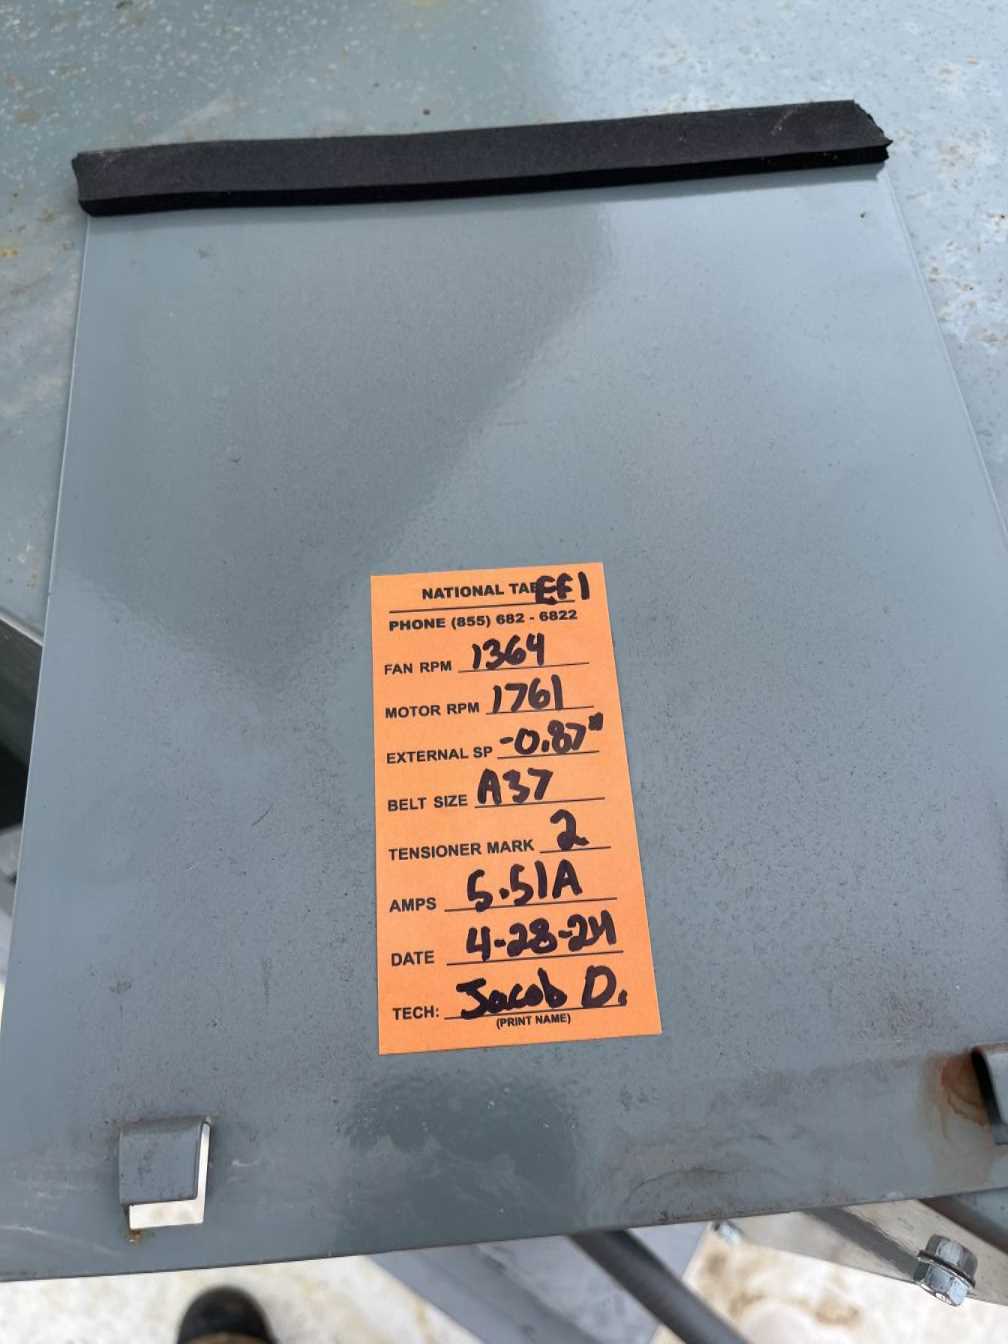 NATIONAL TAB EF1
PHONE (855) 682 - 6822
FAN RPM 1364
MOTOR RPM 1761
EXTERNAL SP -0.87"
BELT SIZE A37
TENSIONER MARK 2
AMPS 5.51A
DATE 4-28-24
TECH: Jacob D.
(PRINT NAME)